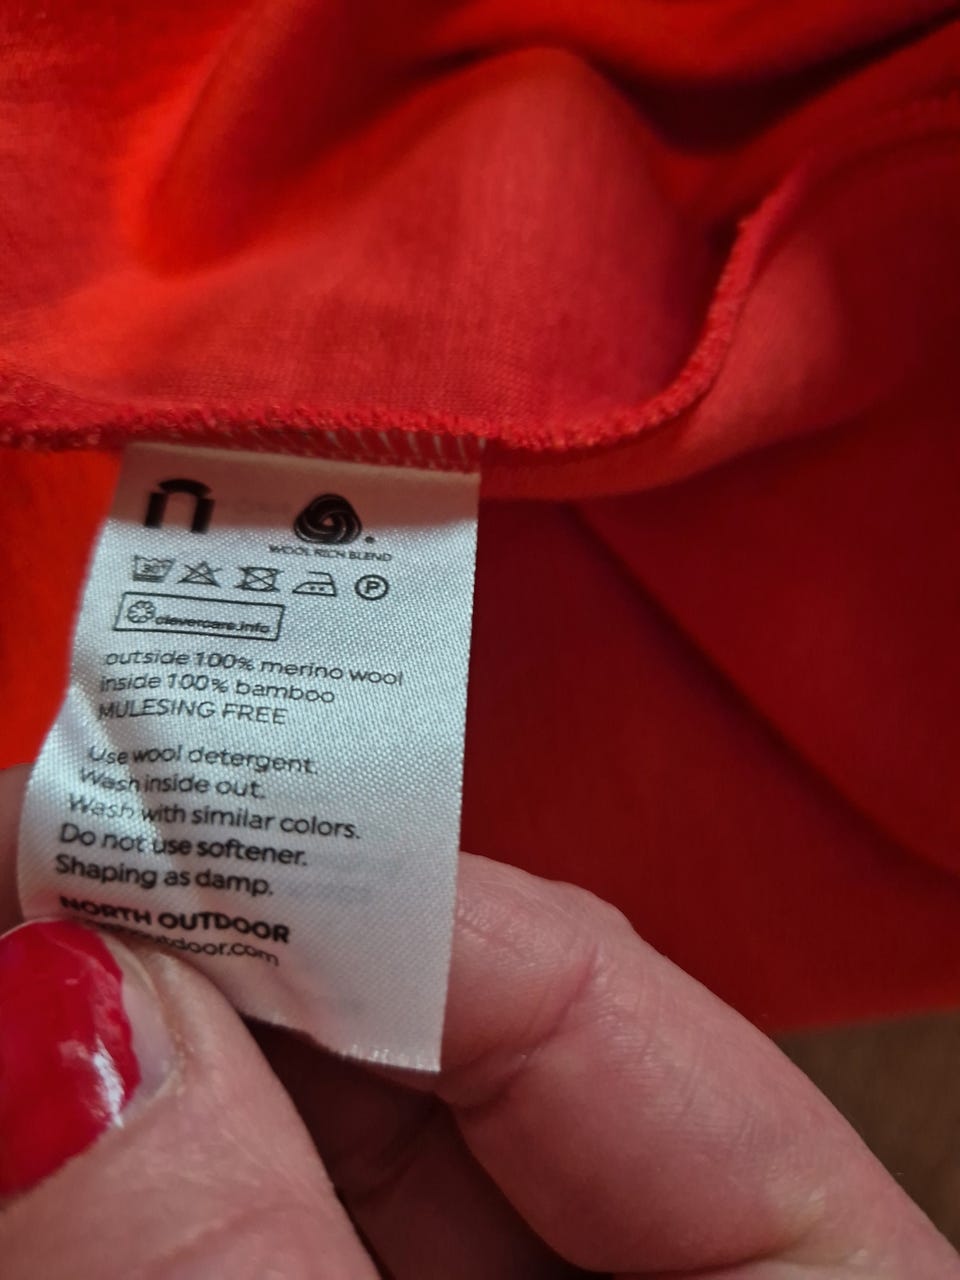 WOOL RICH BLEND
30
P
clevercare.info
outside 100% merino wool
inside 100% bamboo
MULESING FREE
Use wool detergent.
Wash inside out.
Wash with similar colors.
Do not use softener.
Shaping as damp.
NORTH OUTDOOR